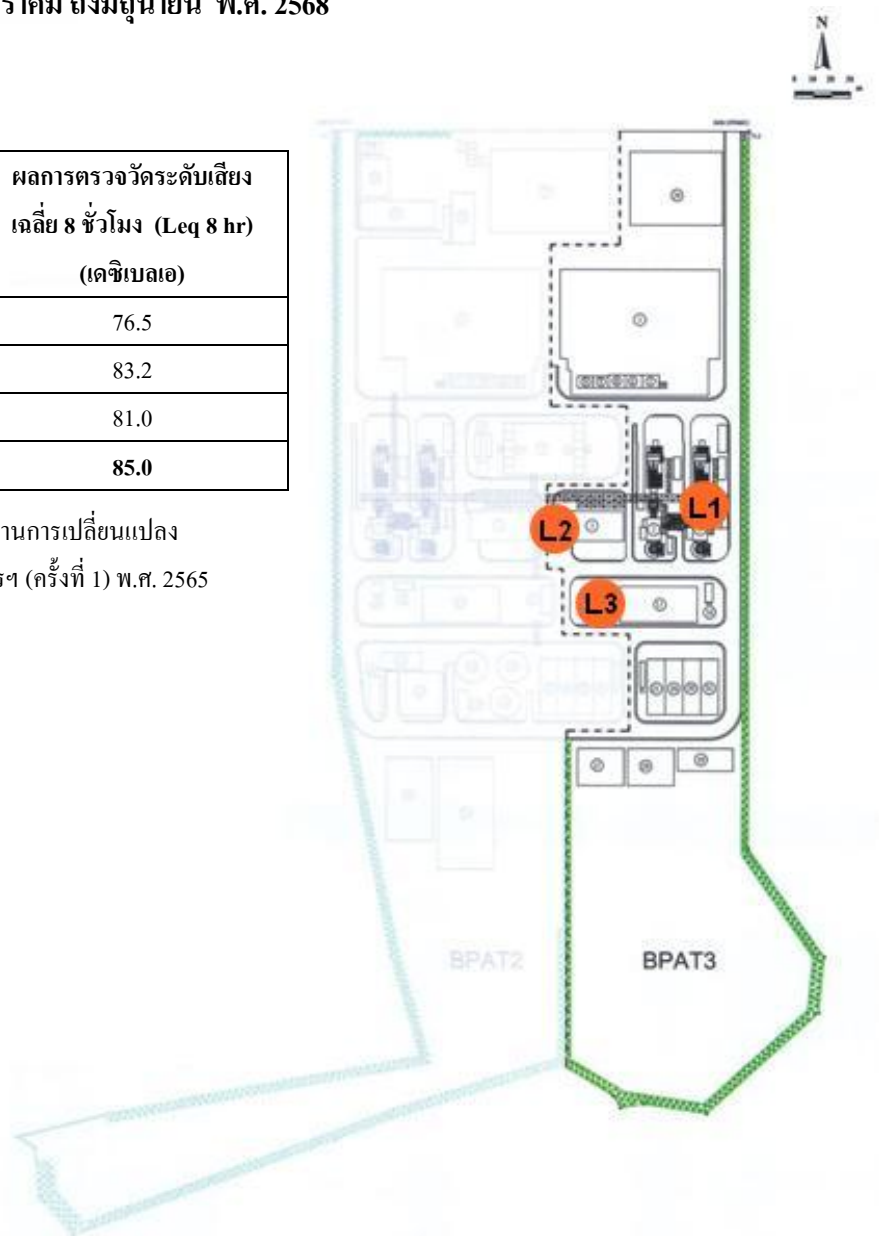 ราคม ถึงมิถุนายน พ.ศ. 2568
N
ผลการตรวจวัดระดับเสียง
เฉลี่ย 8 ชั่วโมง (Leq 8 hr)
(เดซิเบลเอ)
76.5
83.2
81.0
85.0
านการเปลี่ยนแปลง
รฯ (ครั้งที่ 1) พ.ศ. 2565
L1
L2
L3
BPAT2
BPAT3